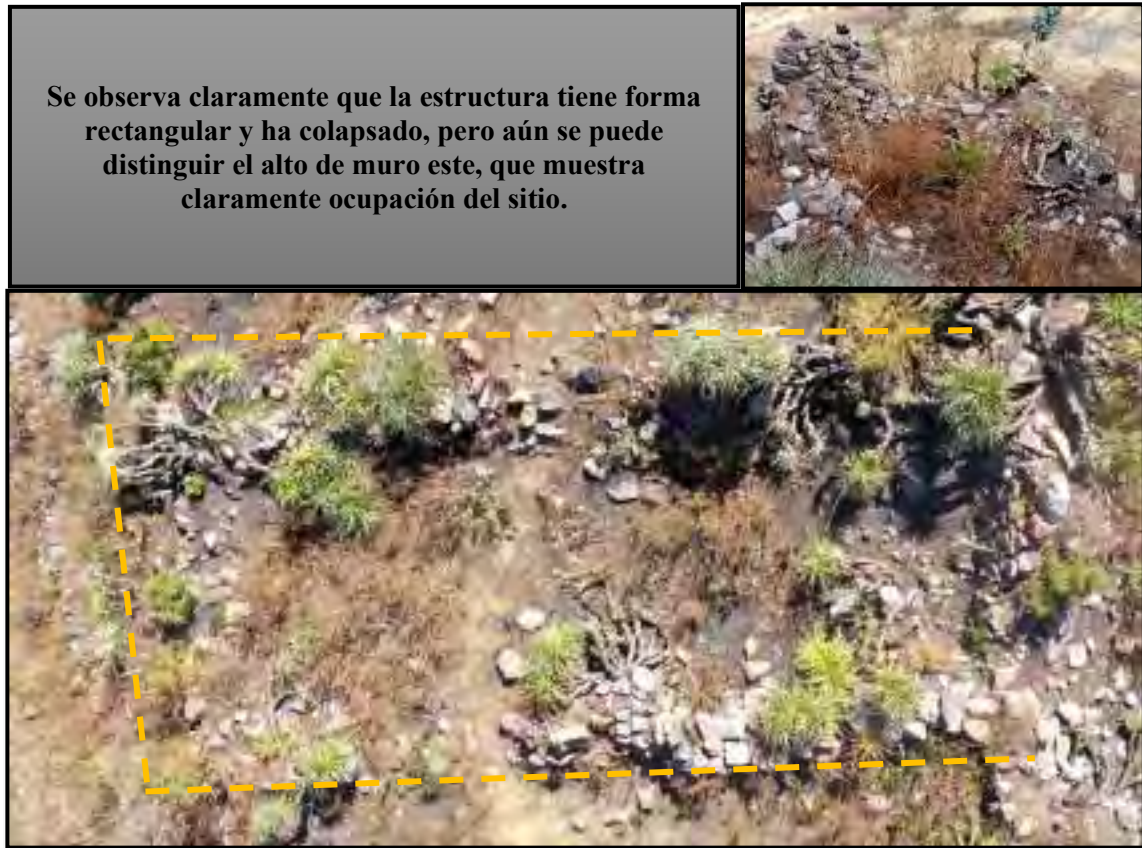 Se observa claramente que la estructura tiene forma
rectangular y ha colapsado, pero aún se puede
distinguir el alto de muro este, que muestra
claramente ocupación del sitio.